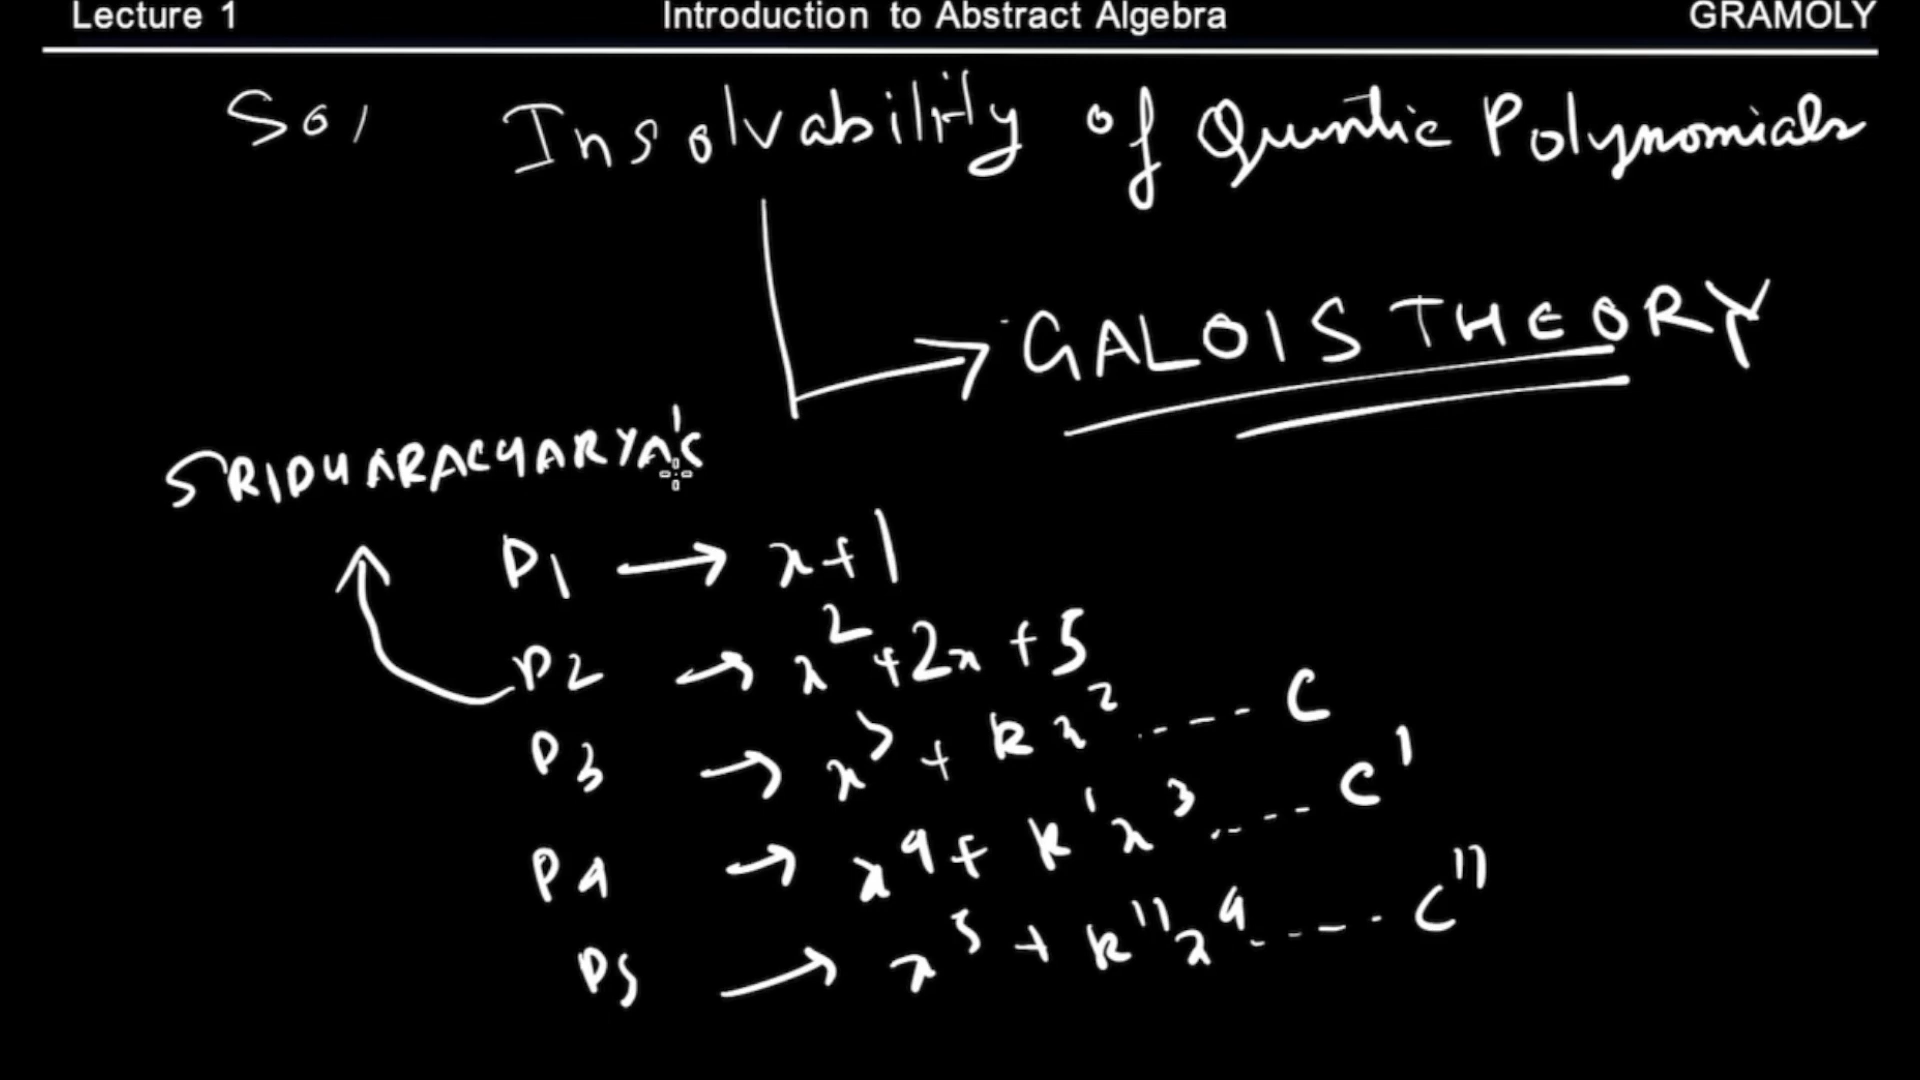 Lecture 1 Introduction to Abstract Algebra GRAMOLY
So, Insolvability of Quintic Polynomials
GALOIS THEORY
SRIDHARACHARYA'S
P1 → x+1
P2 → x²+2x+5
P3 → x³ + kx² .---- C
P4 → x⁴ + k'x³ ..--- C'
P5 → x⁵ + k''x⁴ .---. C''